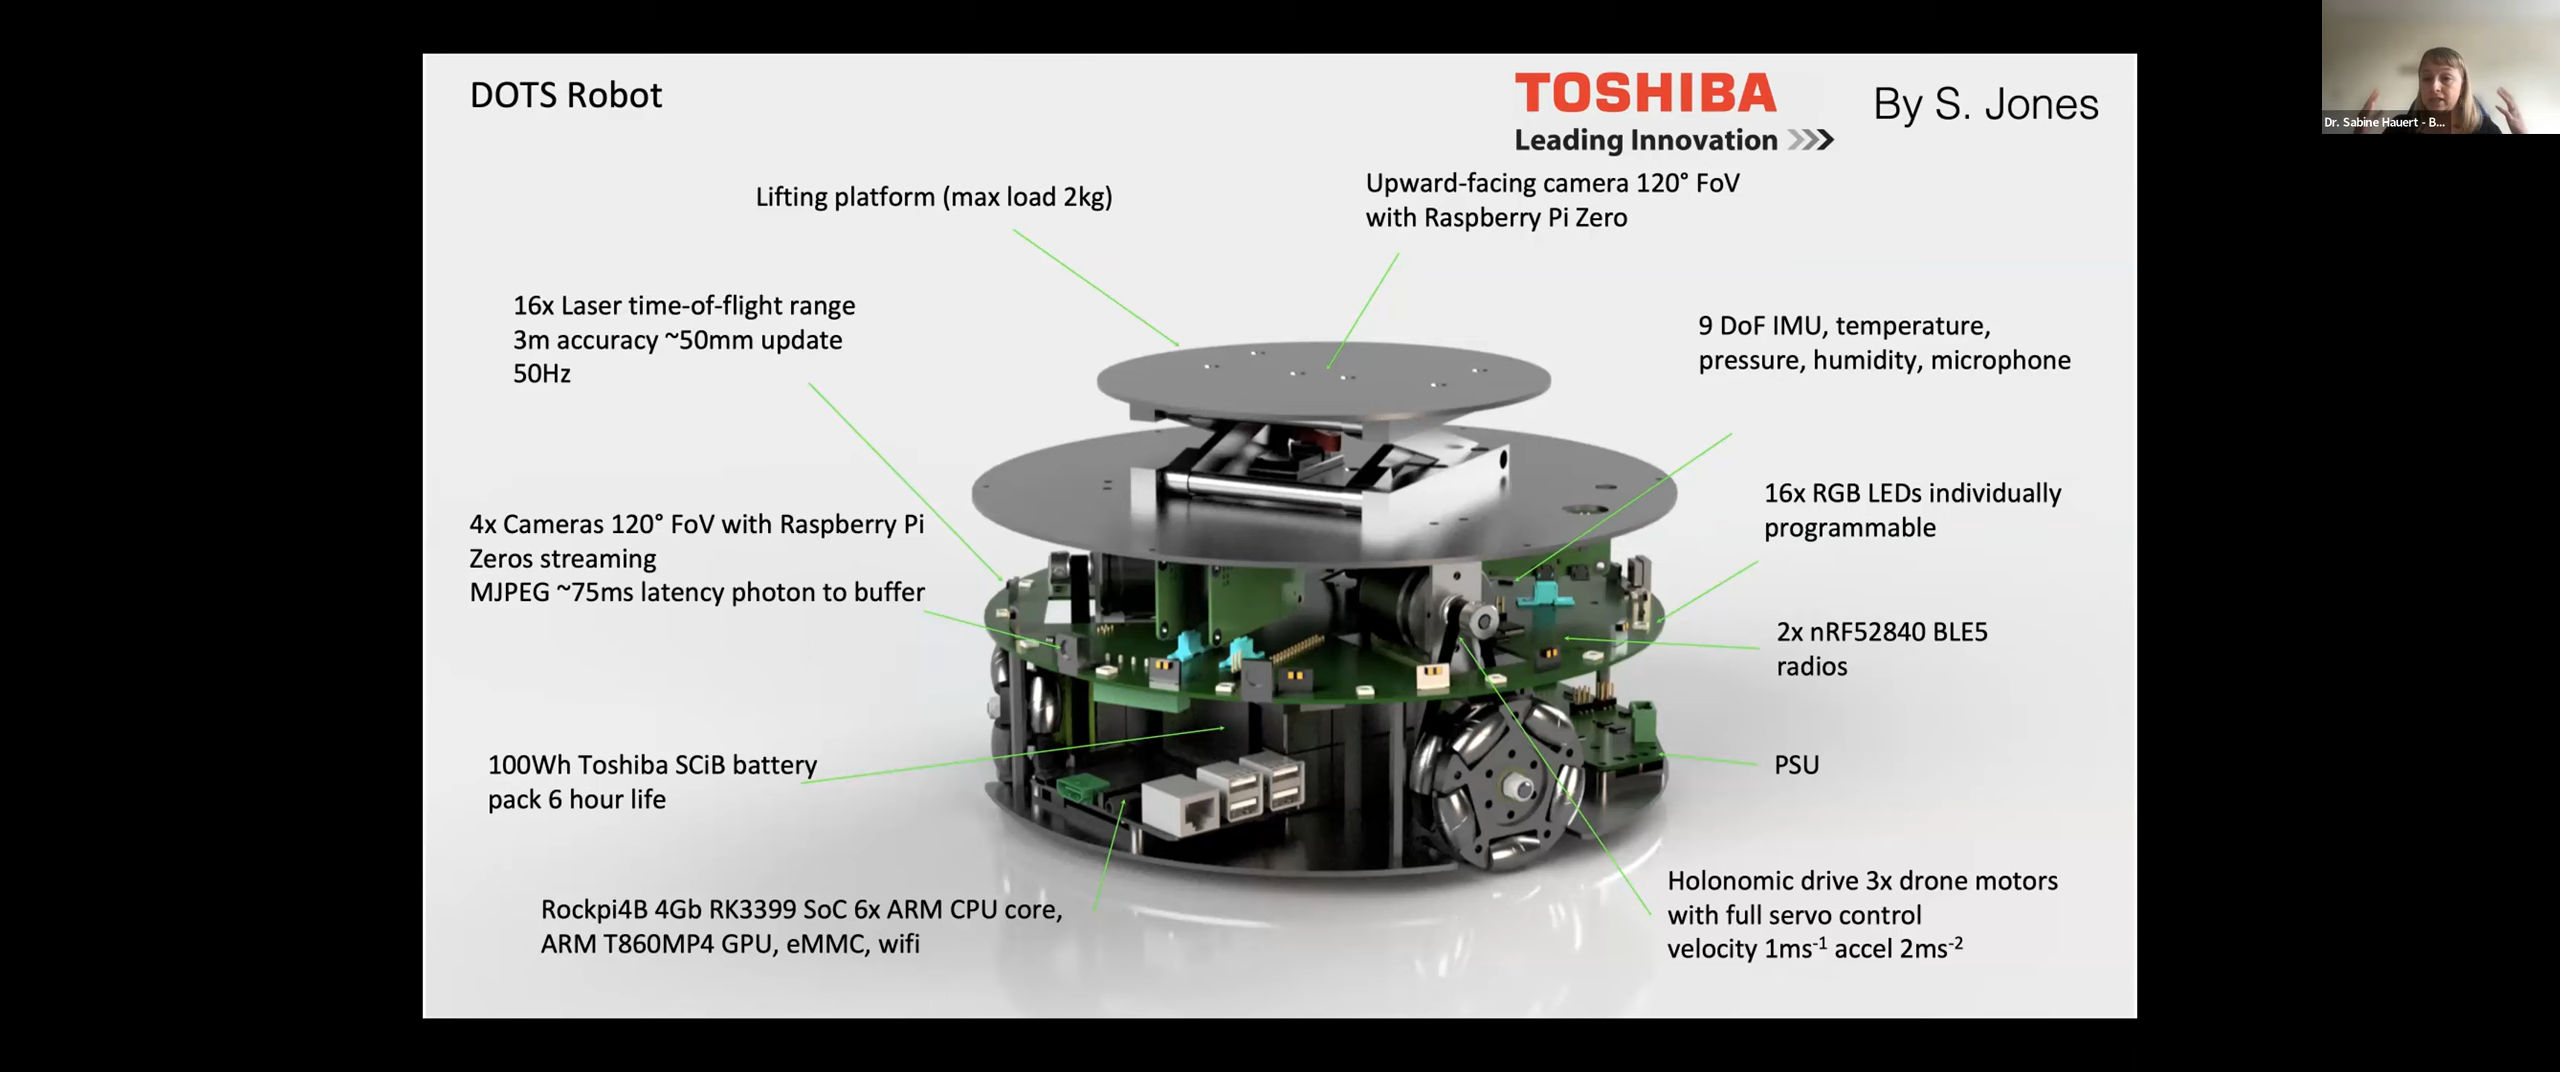 DOTS Robot
TOSHIBA
Leading Innovation
By S. Jones
Dr. Sabine Hauert - B...
Lifting platform (max load 2kg)
Upward-facing camera 120° FoV
with Raspberry Pi Zero
16x Laser time-of-flight range
3m accuracy ~50mm update
50Hz
9 DoF IMU, temperature,
pressure, humidity, microphone
4x Cameras 120° FoV with Raspberry Pi
Zeros streaming
MJPEG ~75ms latency photon to buffer
16x RGB LEDs individually
programmable
2x nRF52840 BLE5
radios
100Wh Toshiba SCiB battery
pack 6 hour life
PSU
Rockpi4B 4Gb RK3399 SoC 6x ARM CPU core,
ARM T860MP4 GPU, eMMC, wifi
Holonomic drive 3x drone motors
with full servo control
velocity 1ms⁻¹ accel 2ms⁻²